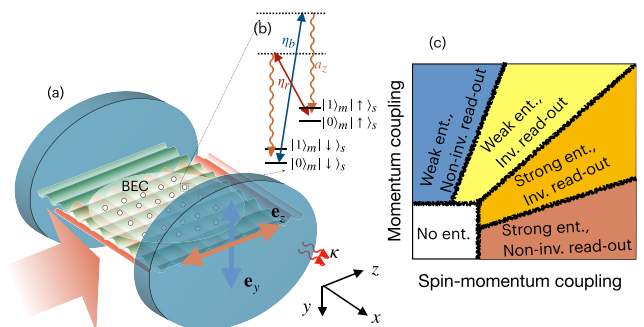 (b)
(c)
η_b
a_z
η_r
|1⟩_m|↑⟩_s
|0⟩_m|↑⟩_s
|1⟩_m|↓⟩_s
|0⟩_m|↓⟩_s
(a)
BEC
e_z
e_y
κ
z
y
x
Momentum coupling
Weak ent.,
Non-inv. read-out
Weak ent.,
Inv. read-out
Strong ent.,
Inv. read-out
No ent.
Strong ent.,
Non-inv. read-out
Spin-momentum coupling